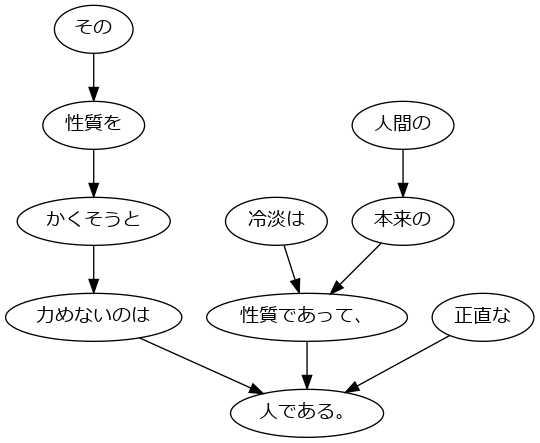 その
性質を
人間の
かくそうと
冷淡は
本来の
力めないのは
性質であって、
正直な
人である。